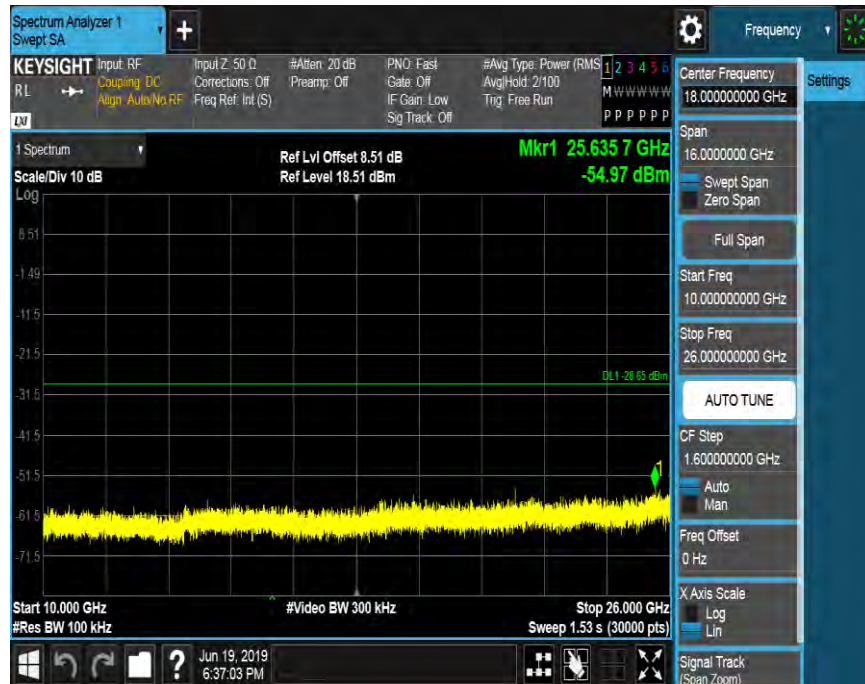 Spectrum Analyzer 1
Swept SA
+
Frequency
KEYSIGHT
RL
LXI
Input: RF
Coupling: DC
Align: Auto/No RF
Input Z: 50 Ω
Corrections: Off
Freq Ref: Int (S)
#Atten: 20 dB
Preamp: Off
PNO: Fast
Gate: Off
IF Gain: Low
Sig Track: Off
#Avg Type: Power (RMS
Avg|Hold: 2/100
Trig: Free Run
1 2 3 4 5 6
M W W W W W
P P P P P P
Center Frequency
18.000000000 GHz
Settings
1 Spectrum
Scale/Div 10 dB
Ref Lvl Offset 8.51 dB
Ref Level 18.51 dBm
Mkr1 25.635 7 GHz
-54.97 dBm
Span
16.0000000 GHz
Swept Span
Zero Span
Full Span
Start Freq
10.000000000 GHz
Stop Freq
26.000000000 GHz
AUTO TUNE
CF Step
1.600000000 GHz
Auto
Man
Freq Offset
0 Hz
X Axis Scale
Log
Lin
Signal Track
(Span Zoom)
Log
8.51
-1.49
-11.5
-21.5
DL1 -28.65 dBm
-31.5
-41.5
-51.5
1
-61.5
-71.5
Start 10.000 GHz
#Res BW 100 kHz
#Video BW 300 kHz
Stop 26.000 GHz
Sweep 1.53 s (30000 pts)
?
Jun 19, 2019
6:37:03 PM